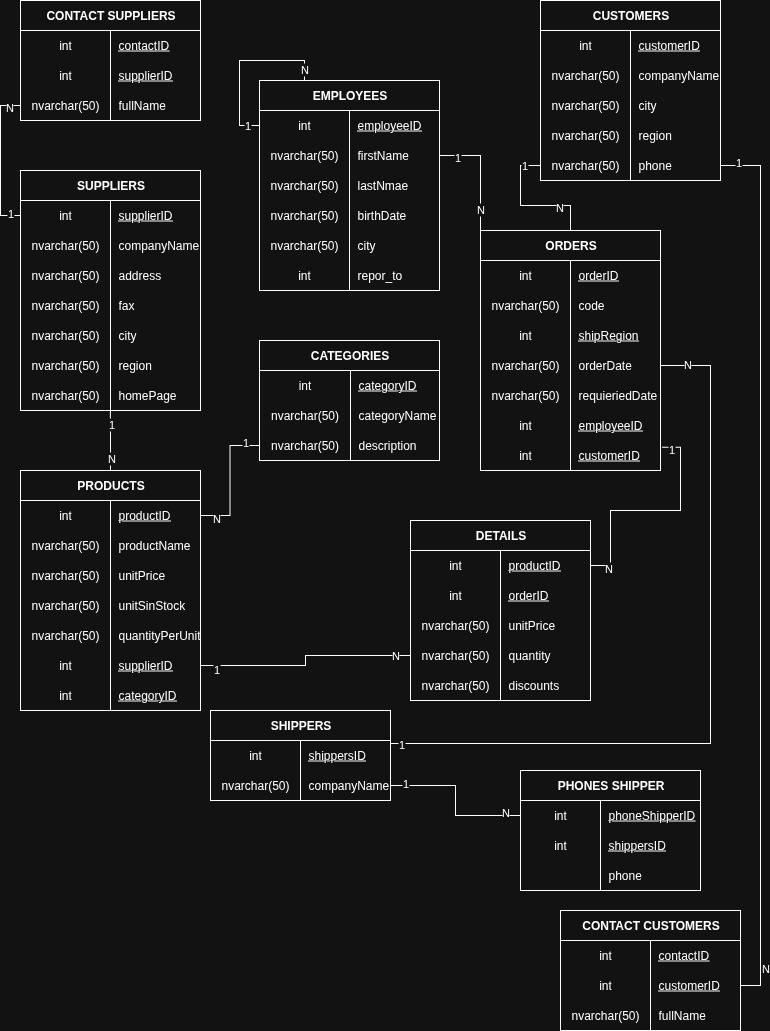 CONTACT SUPPLIERS
int contactID
int supplierID
nvarchar(50) fullName
N
1
SUPPLIERS
int supplierID
nvarchar(50) companyName
nvarchar(50) address
nvarchar(50) fax
nvarchar(50) city
nvarchar(50) region
nvarchar(50) homePage
1
N
PRODUCTS
int productID
nvarchar(50) productName
nvarchar(50) unitPrice
nvarchar(50) unitSinStock
nvarchar(50) quantityPerUnit
int supplierID
int categoryID
N
1
1
N
EMPLOYEES
int employeeID
nvarchar(50) firstName
nvarchar(50) lastNmae
nvarchar(50) birthDate
nvarchar(50) city
int repor_to
N
1
1
N
CATEGORIES
int categoryID
nvarchar(50) categoryName
nvarchar(50) description
CUSTOMERS
int customerID
nvarchar(50) companyName
nvarchar(50) city
nvarchar(50) region
nvarchar(50) phone
1
N
1
ORDERS
int orderID
nvarchar(50) code
int shipRegion
nvarchar(50) orderDate
nvarchar(50) requieriedDate
int employeeID
int customerID
N
1
N
DETAILS
int productID
int orderID
nvarchar(50) unitPrice
nvarchar(50) quantity
nvarchar(50) discounts
SHIPPERS
int shippersID
nvarchar(50) companyName
1
1
N
PHONES SHIPPER
int phoneShipperID
int shippersID
phone
CONTACT CUSTOMERS
int contactID
int customerID
nvarchar(50) fullName
N